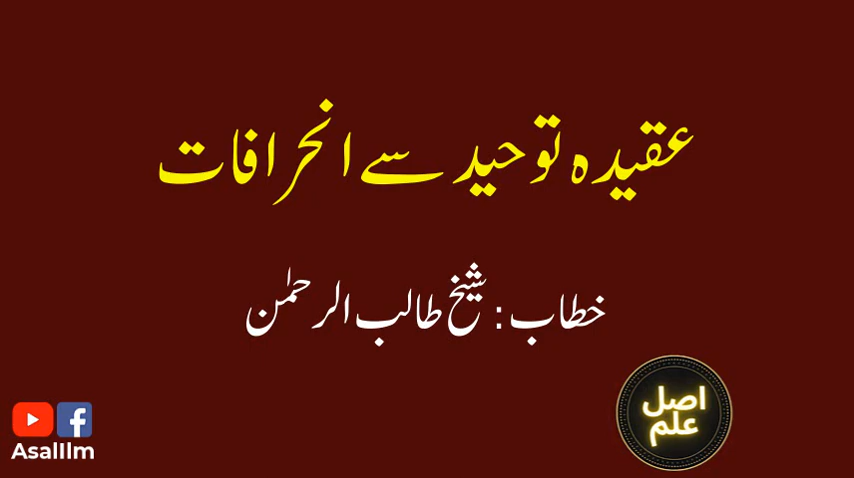 عقیدہ توحید سے انحرافات
خطاب : شیخ طالب الرحمٰن
اصل
علم
AsalIlm